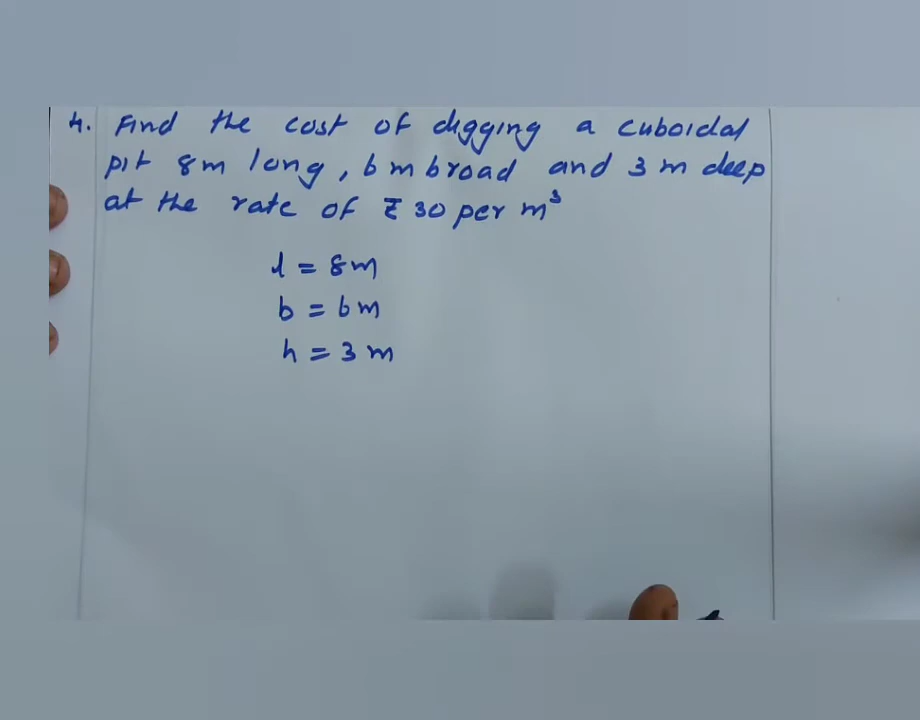 4. Find the cost of digging a cuboidal
pit 8m long, 6 m broad and 3 m deep
at the rate of ₹ 30 per m³
l = 8m
b = 6m
h = 3 m